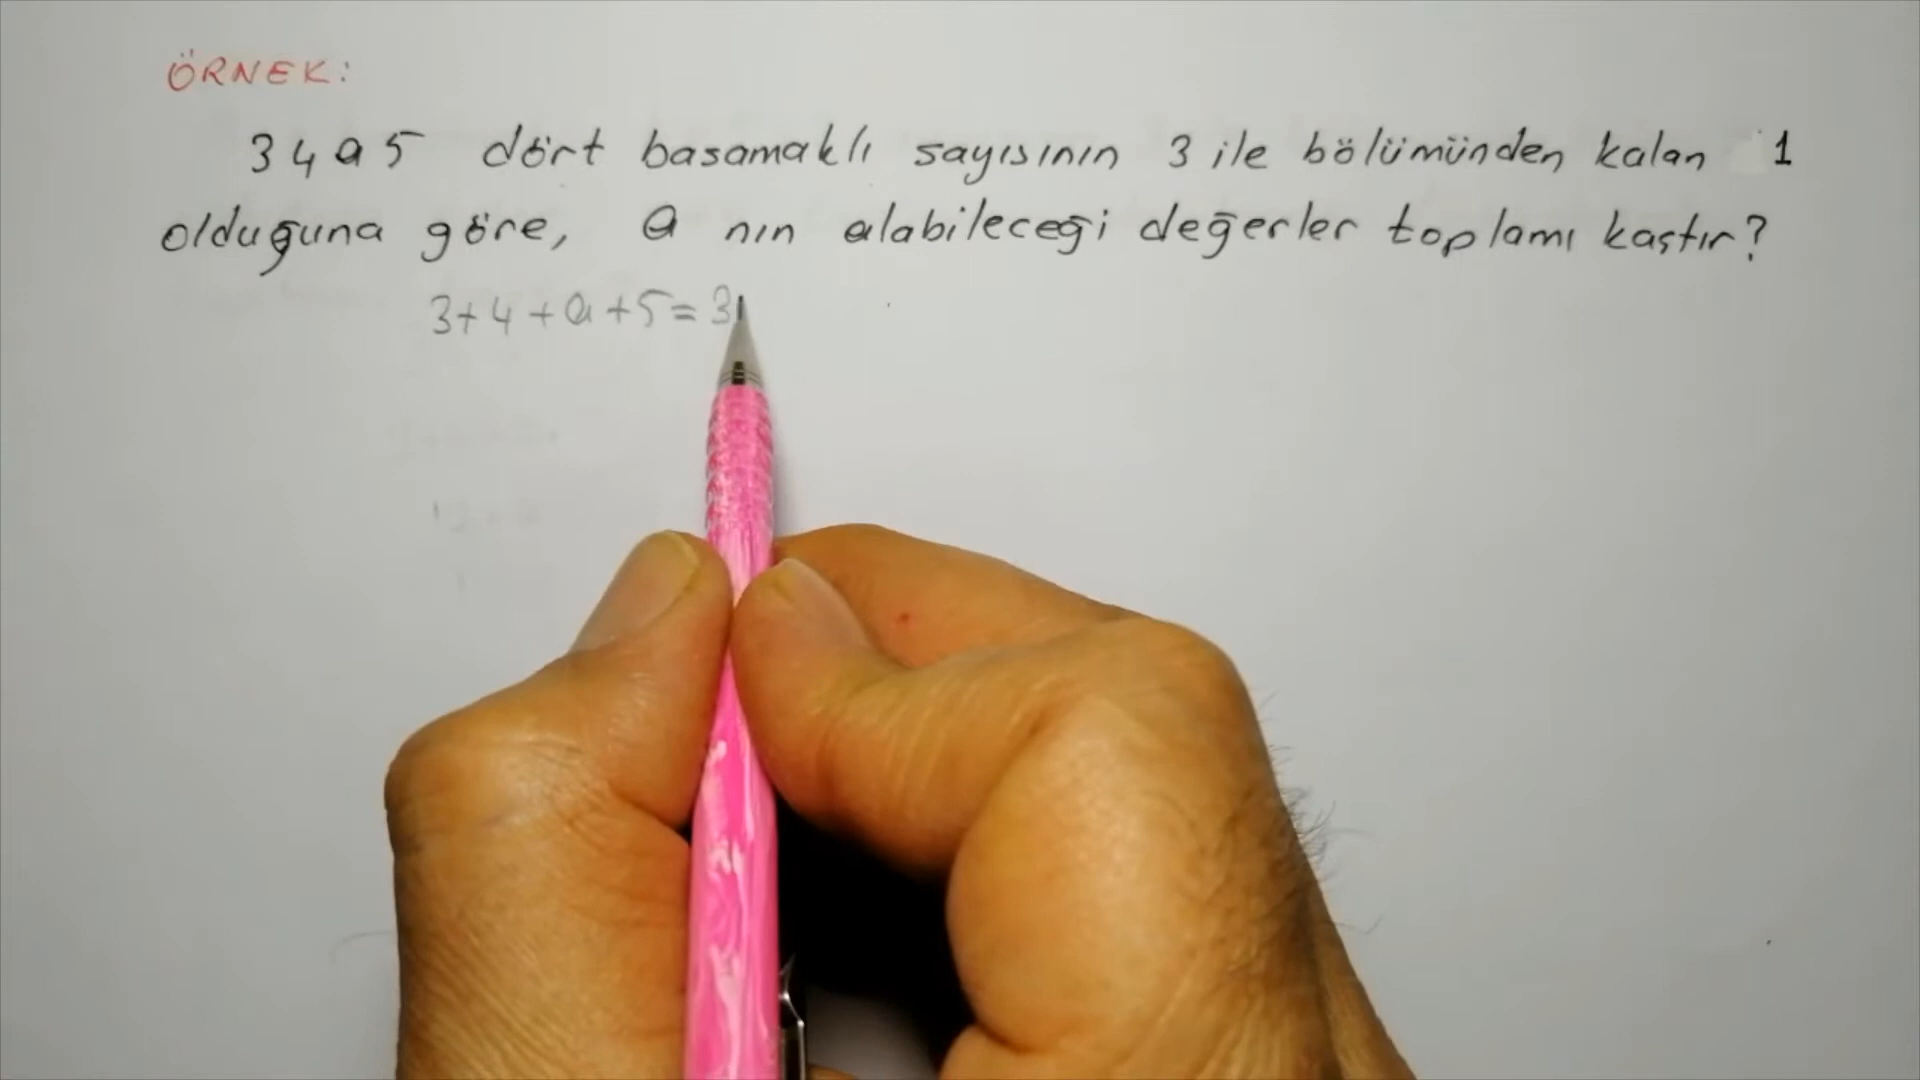 ÖRNEK:
34a5 dört basamaklı sayısının 3 ile bölümünden kalan 1
olduğuna göre, a nın alabileceği değerler toplamı kaçtır?
3+4+a+5=3